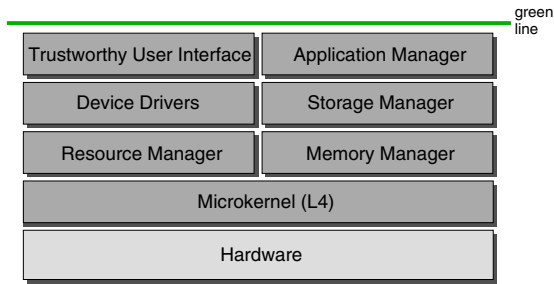 green
line
Trustworthy User Interface
Application Manager
Device Drivers
Storage Manager
Resource Manager
Memory Manager
Microkernel (L4)
Hardware